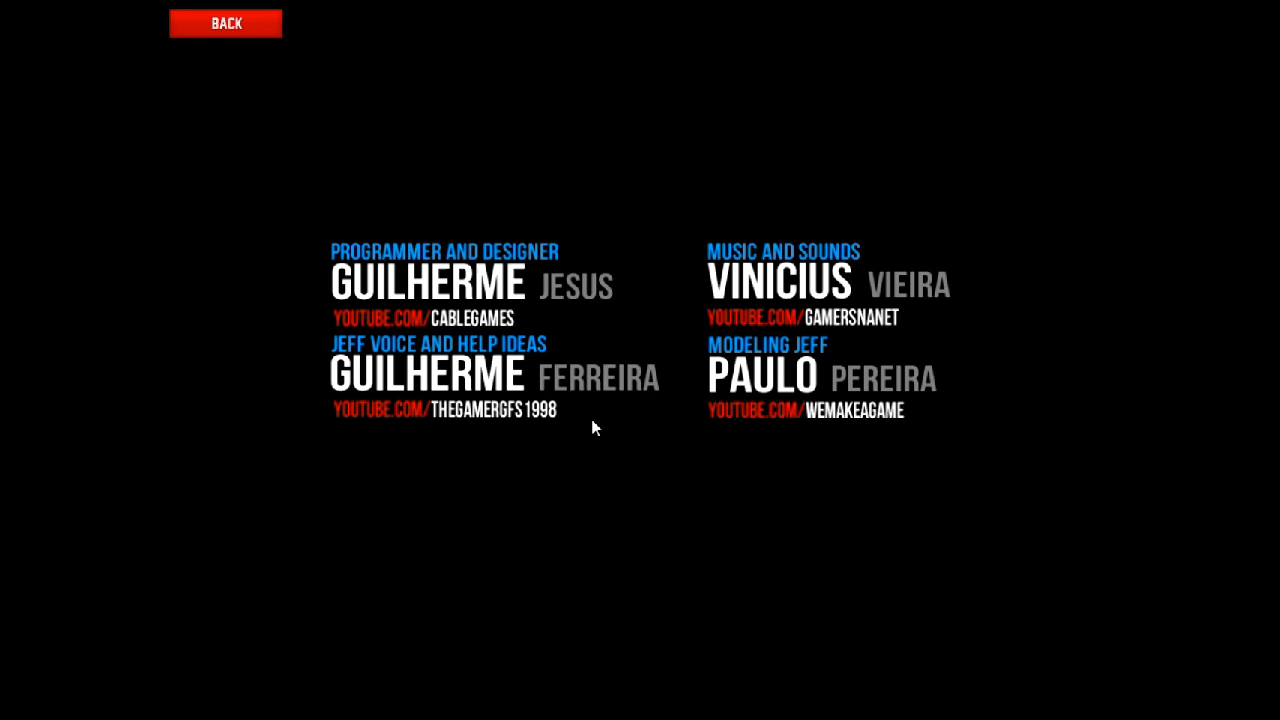 BACK
PROGRAMMER AND DESIGNER
GUILHERME JESUS
YOUTUBE.COM/CABLEGAMES
JEFF VOICE AND HELP IDEAS
GUILHERME FERREIRA
YOUTUBE.COM/THEGAMERGFS1998
MUSIC AND SOUNDS
VINICIUS VIEIRA
YOUTUBE.COM/GAMERSNANET
MODELING JEFF
PAULO PEREIRA
YOUTUBE.COM/WEMAKEAGAME